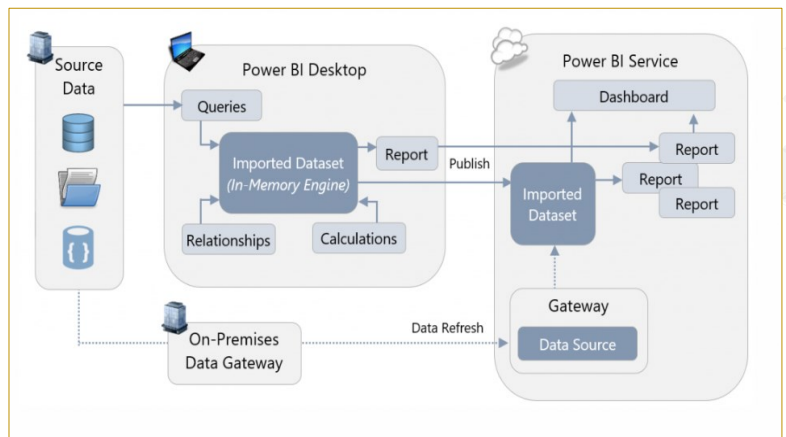 Source
Data
Power BI Desktop
Queries
Imported Dataset
(In-Memory Engine)
Report
Relationships
Calculations
Publish
Power BI Service
Dashboard
Report
Report
Report
Imported
Dataset
Gateway
Data Source
Data Refresh
On-Premises
Data Gateway
{ }